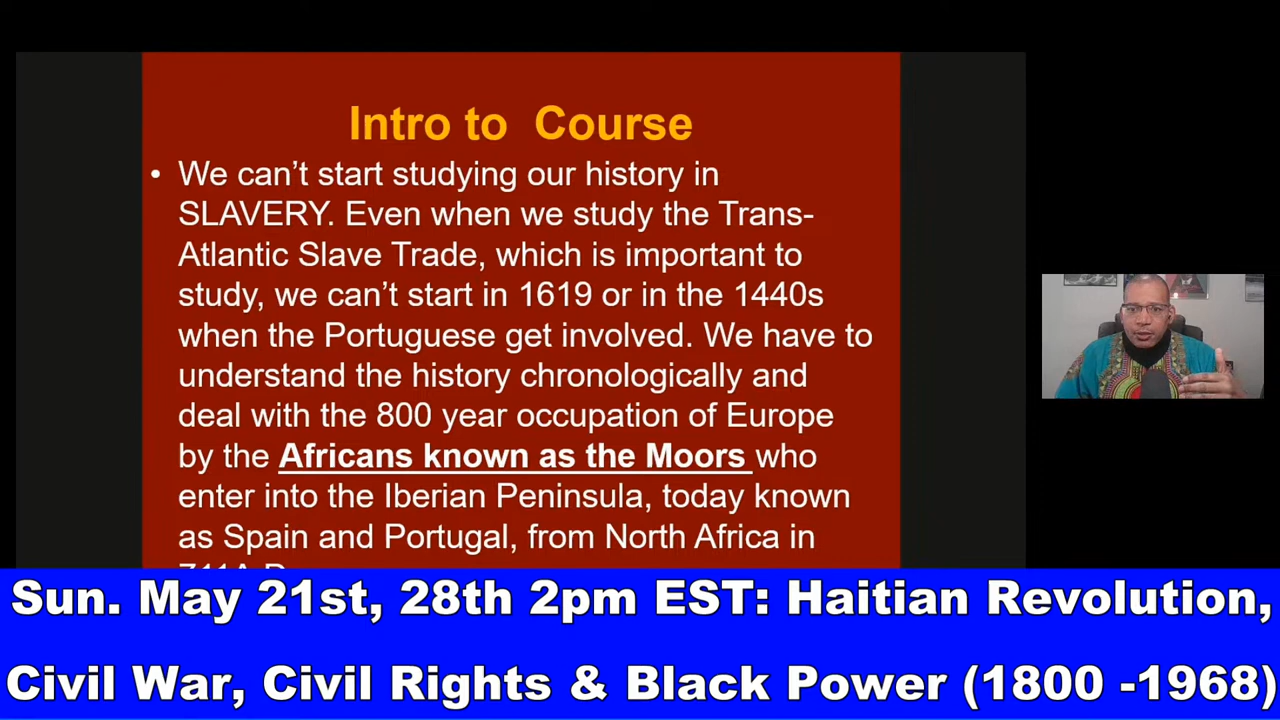 Intro to Course
• We can't start studying our history in
SLAVERY. Even when we study the Trans-
Atlantic Slave Trade, which is important to
study, we can't start in 1619 or in the 1440s
when the Portuguese get involved. We have to
understand the history chronologically and
deal with the 800 year occupation of Europe
by the Africans known as the Moors who
enter into the Iberian Peninsula, today known
as Spain and Portugal, from North Africa in
Sun. May 21st, 28th 2pm EST: Haitian Revolution,
Civil War, Civil Rights & Black Power (1800 -1968)